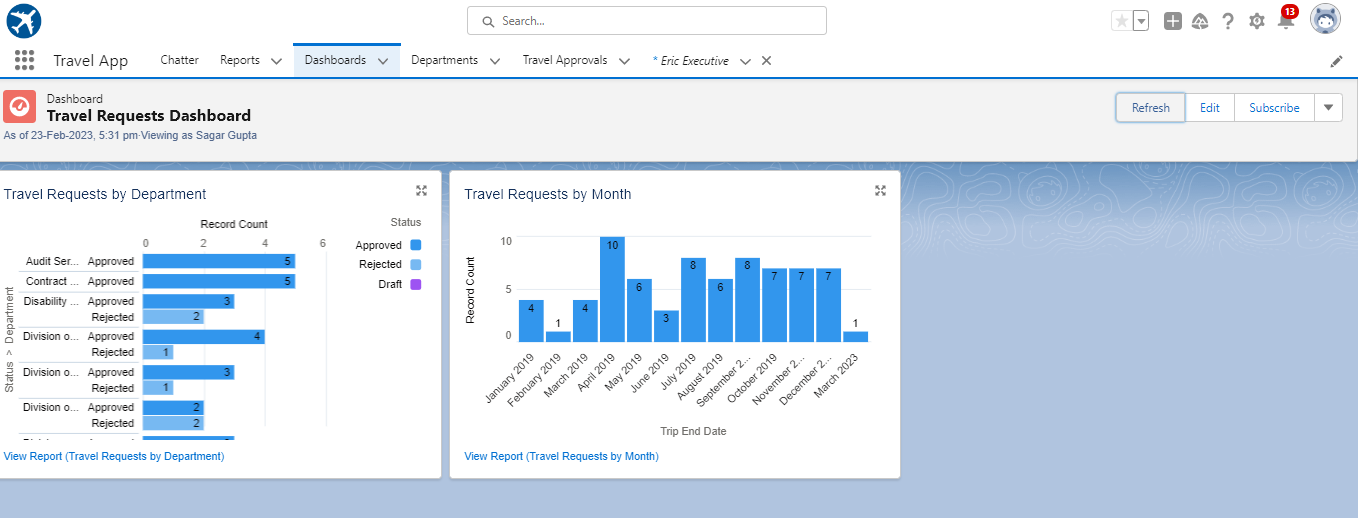 Search...
13
Travel App
Chatter
Reports
Dashboards
Departments
Travel Approvals
* Eric Executive
Dashboard
Travel Requests Dashboard
As of 23-Feb-2023, 5:31 pm·Viewing as Sagar Gupta
Refresh
Edit
Subscribe
Travel Requests by Department
Record Count
0 2 4 6
Status
Approved
Rejected
Draft
Status > Department
Audit Ser... Approved 5
Contract ... Approved 5
Disability ... Approved 3
Rejected 2
Division o... Approved 4
Rejected 1
Division o... Approved 3
Rejected 1
Division o... Approved 2
Rejected 2
View Report (Travel Requests by Department)
Travel Requests by Month
Record Count
10
5
0
4 1 4 10 6 3 8 6 8 7 7 7 1
January 2019
February 2019
March 2019
April 2019
May 2019
June 2019
July 2019
August 2019
September 2...
October 2019
November 2...
December 2...
March 2023
Trip End Date
View Report (Travel Requests by Month)